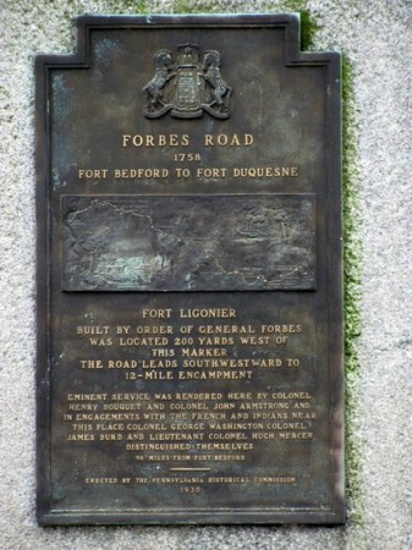 FORBES ROAD
1758
FORT BEDFORD TO FORT DUQUESNE
FORT LIGONIER
BUILT BY ORDER OF GENERAL FORBES
WAS LOCATED 200 YARDS WEST OF
THIS MARKER
THE ROAD LEADS SOUTHWESTWARD TO
12-MILE ENCAMPMENT
EMINENT SERVICE WAS RENDERED HERE BY COLONEL
HENRY BOUQUET AND COLONEL JOHN ARMSTRONG AND
IN ENGAGEMENTS WITH THE FRENCH AND INDIANS NEAR
THIS PLACE COLONEL GEORGE WASHINGTON COLONEL
JAMES BURD AND LIEUTENANT COLONEL HUGH MERCER
DISTINGUISHED THEMSELVES
MILES FROM FORT BEDFORD
ERECTED BY THE PENNSYLVANIA HISTORICAL COMMISSION
1930